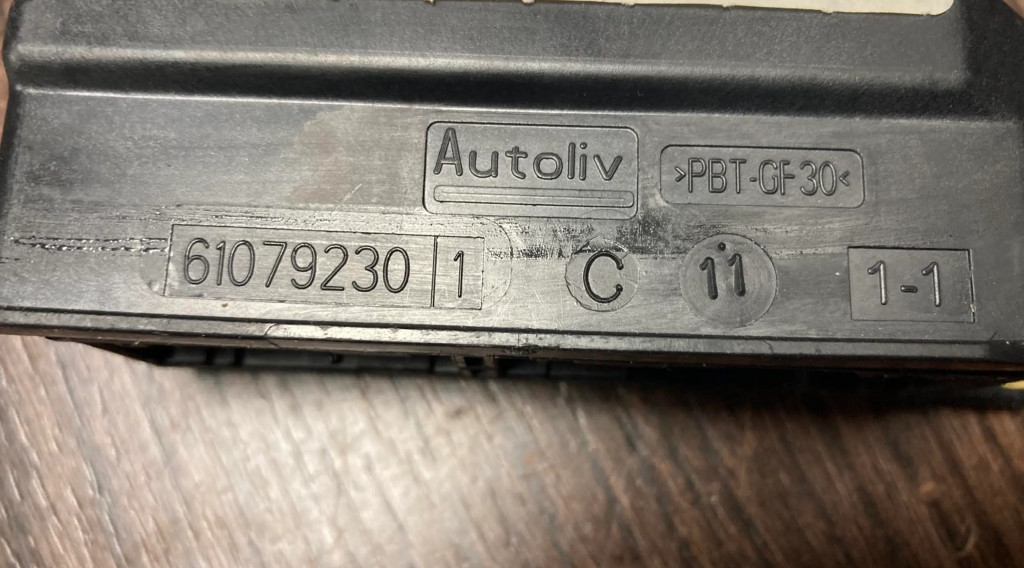 Autoliv
>PBT-GF30<
61079230 1 C 11 1-1